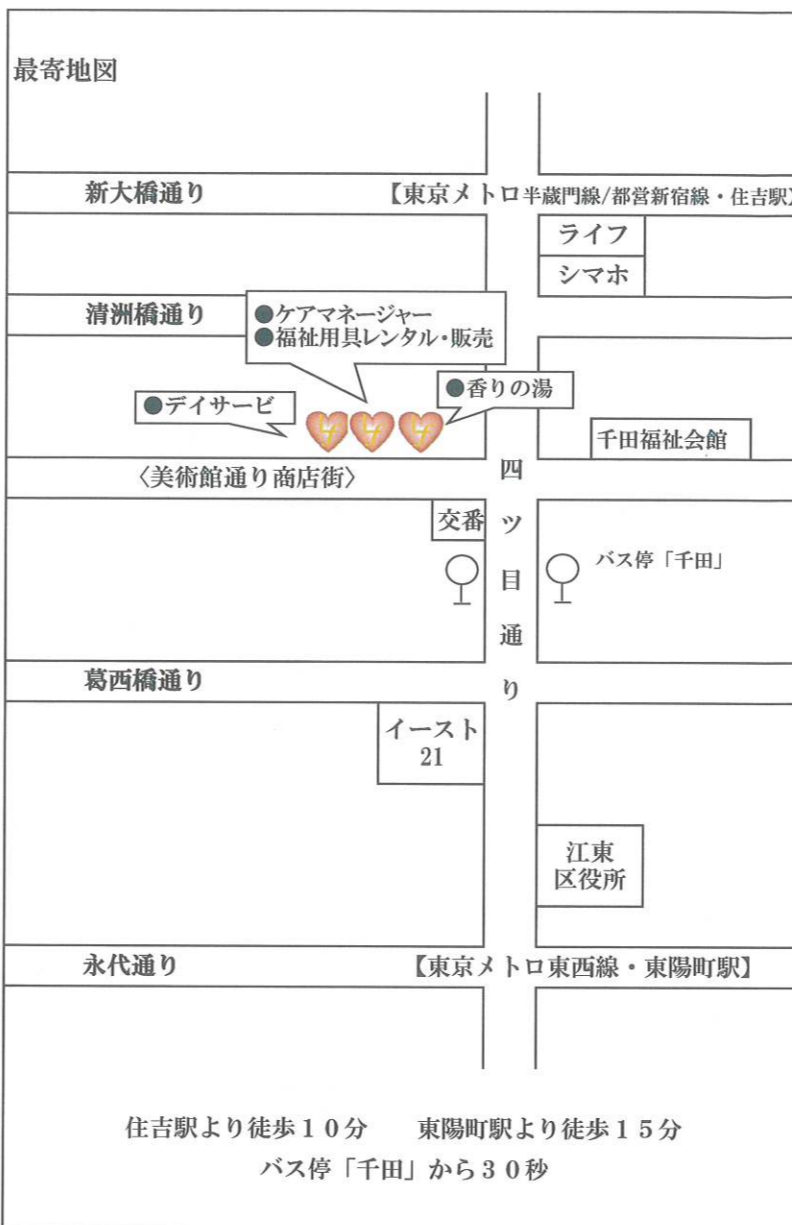 最寄地図
新大橋通り
【東京メトロ半蔵門線/都営新宿線・住吉駅】
ライフ
シマホ
清洲橋通り
●ケアマネージャー
●福祉用具レンタル・販売
●デイサービ
●香りの湯
千田福祉会館
〈美術館通り商店街〉
四ツ目通り
交番
バス停「千田」
葛西橋通り
イースト
21
江東
区役所
永代通り
【東京メトロ東西線・東陽町駅】
住吉駅より徒歩10分　東陽町駅より徒歩15分
バス停「千田」から30秒